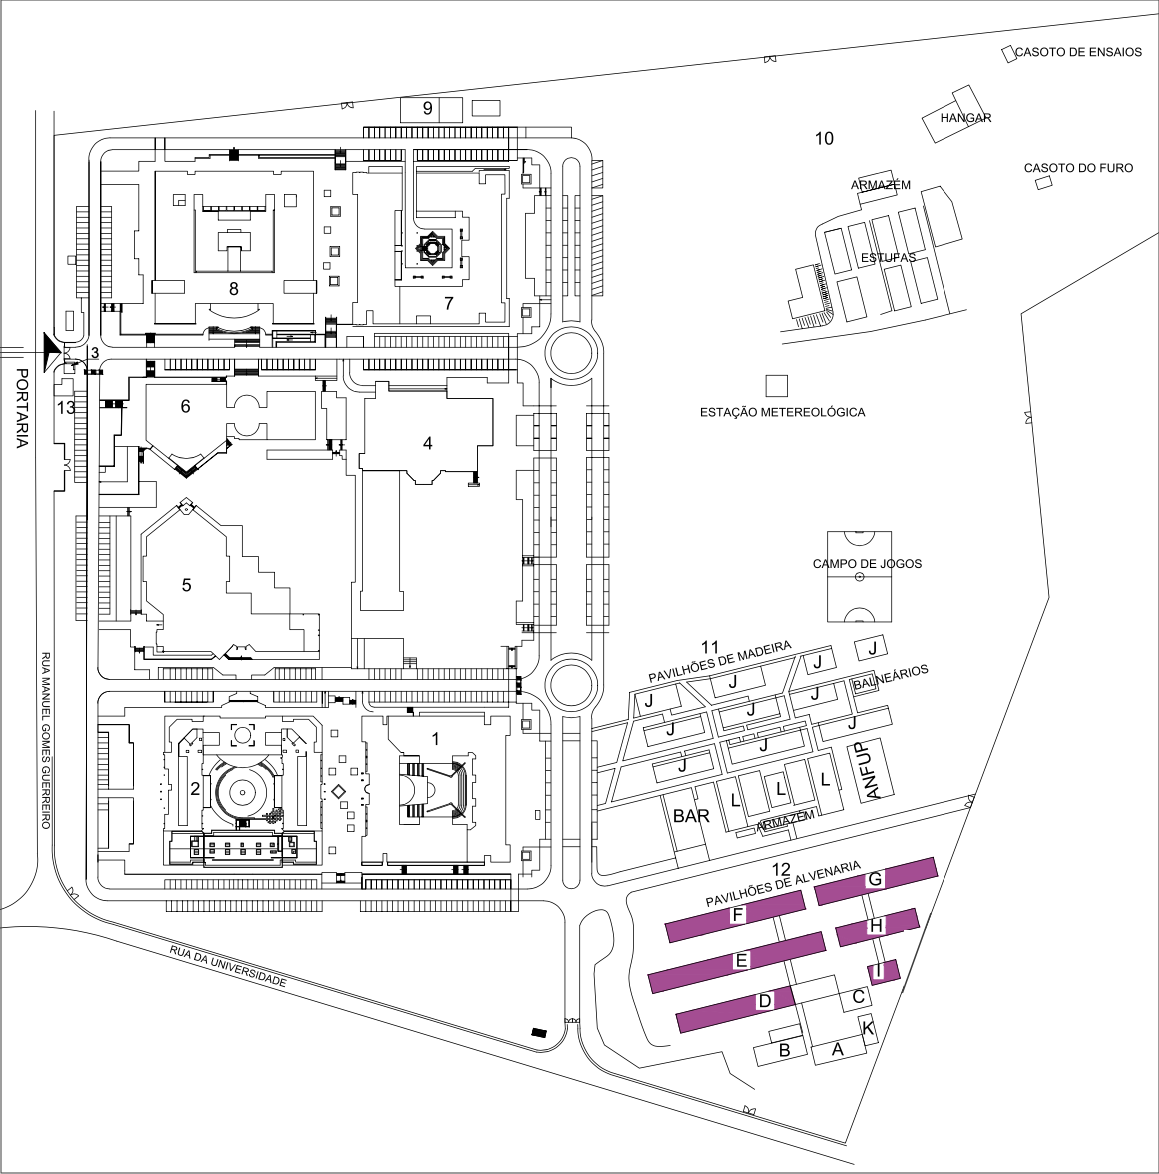 CASOTO DE ENSAIOS
9
HANGAR
10
CASOTO DO FURO
ARMAZÉM
ESTUFAS
8
7
3
PORTARIA
13
6
4
ESTAÇÃO METEREOLÓGICA
5
CAMPO DE JOGOS
11
PAVILHÕES DE MADEIRA
J
J
J
BALNEÁRIOS
J
J
J
J
J
J
J
RUA MANUEL GOMES GUERREIRO
1
2
L
L
L
ANFUP
BAR
ARMAZÉM
12
PAVILHÕES DE ALVENARIA
G
F
H
E
I
D
C
K
B
A
RUA DA UNIVERSIDADE